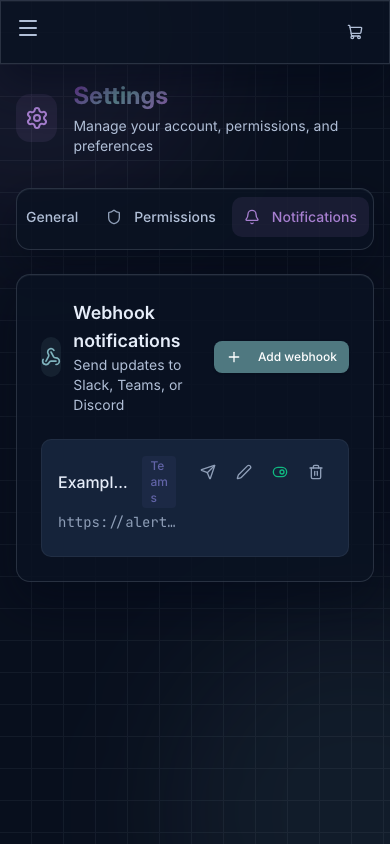 Settings
Manage your account, permissions, and
preferences
General
Permissions
Notifications
Webhook
notifications
Send updates to
Slack, Teams, or
Discord
Add webhook
Exampl...
Te
am
s
https://alert…